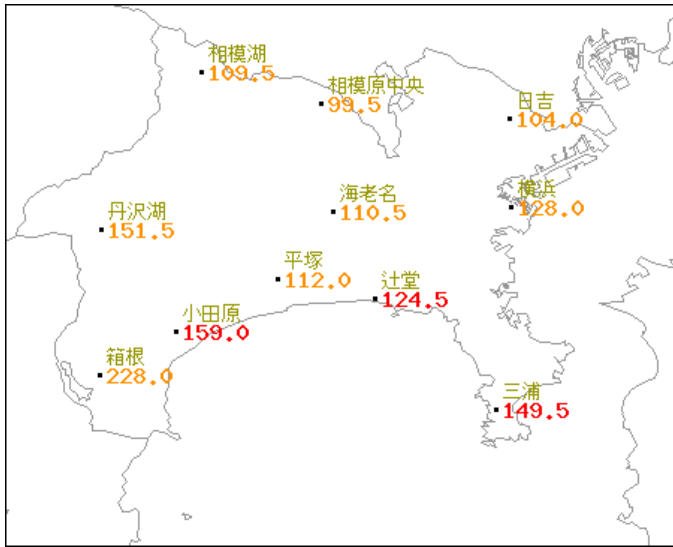 相模湖
109.5
相模原中央
99.5
日吉
104.0
横浜
128.0
海老名
110.5
丹沢湖
151.5
平塚
112.0
辻堂
124.5
小田原
159.0
箱根
228.0
三浦
149.5